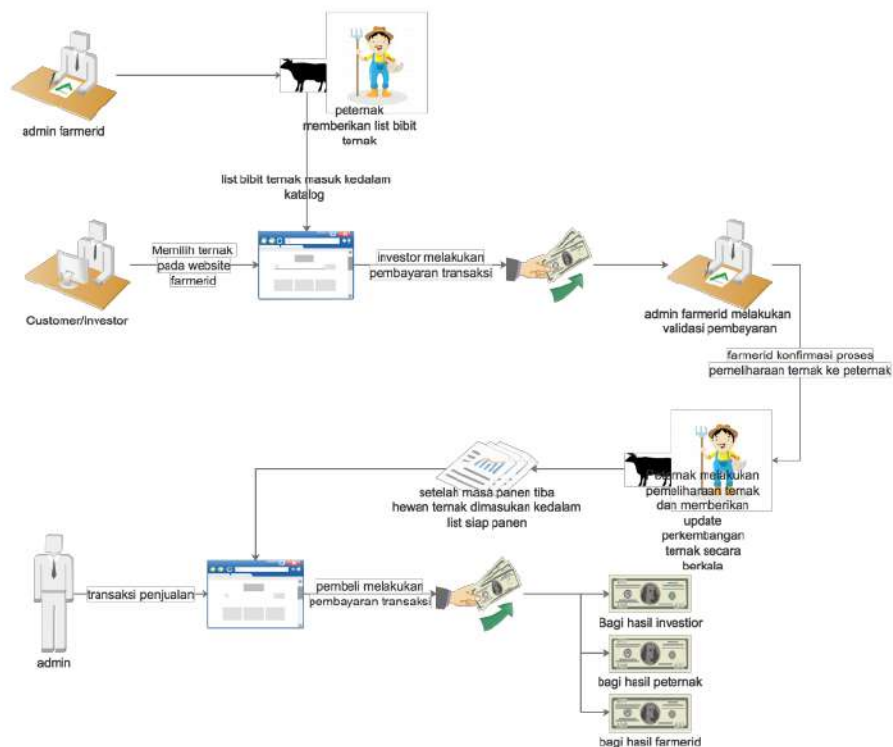 admin farmerid
peternak
memberikan list bibit
ternak
list bibit ternak masuk kedalam
katalog
Memilih ternak
pada website
farmerid
Customer/investor
investor melakukan
pembayaran transaksi
admin farmerid melakukan
validasi pembayaran
farmerid konfirmasi proses
pemeliharaan ternak ke peternak
Peternak melakukan
pemeliharaan ternak
dan memberikan
update
perkembangan
ternak secara
berkala
setelah masa panen tiba
hewan ternak dimasukan kedalam
list siap panen
admin
transaksi penjualan
pembeli melakukan
pembayaran transaksi
Bagi hasil investior
bagi hasil peternak
bagi hasil farmerid